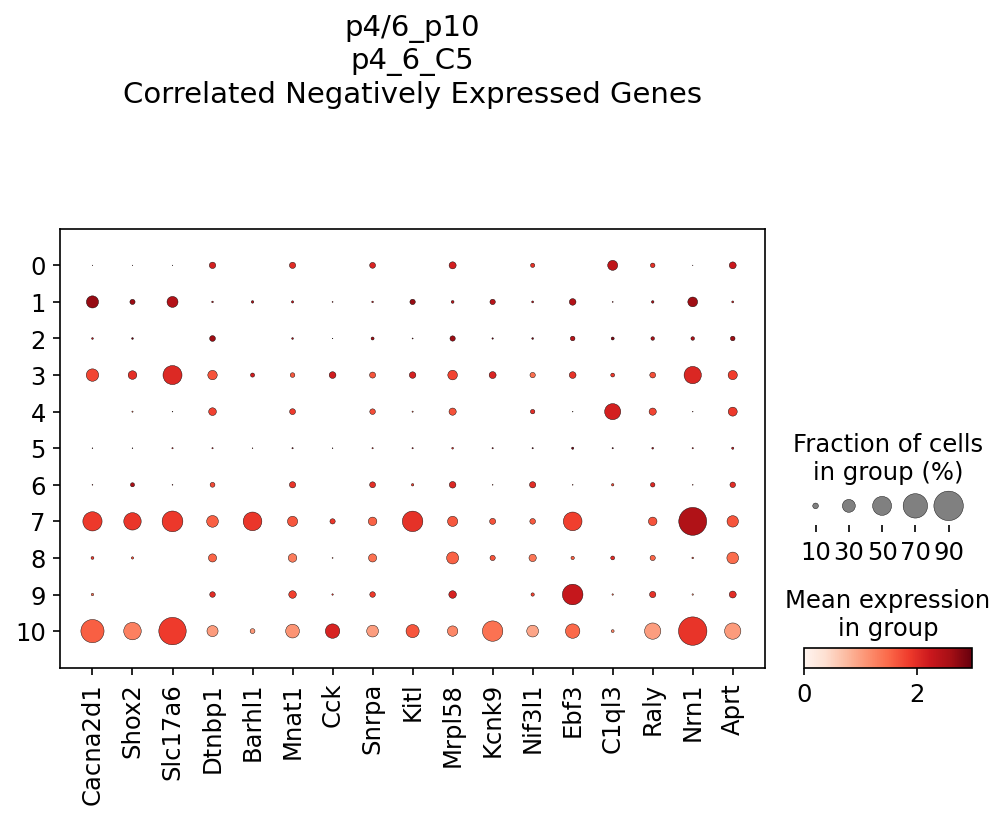 p4/6_p10
p4_6_C5
Correlated Negatively Expressed Genes
0
1
2
3
4
5
6
7
8
9
10
Cacna2d1
Shox2
Slc17a6
Dtnbp1
Barhl1
Mnat1
Cck
Snrpa
Kitl
Mrpl58
Kcnk9
Nif3l1
Ebf3
C1ql3
Raly
Nrn1
Aprt
Fraction of cells
in group (%)
10 30 50 70 90
Mean expression
in group
0 2